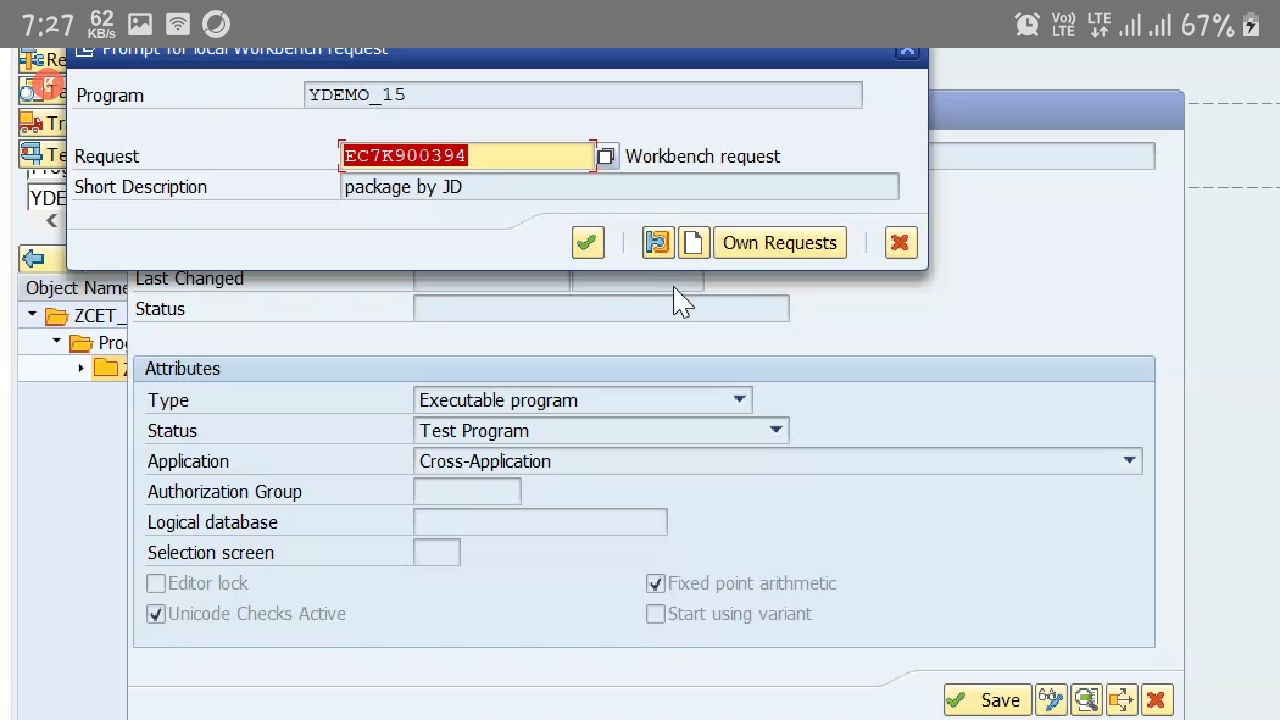 7:27 62 KB/s Vo) LTE LTE 67%
Prompt for local Workbench request
Re
Program YDEMO_15
Tr
Request EC7K900394 Workbench request
Te
Short Description package by JD
YDE
Own Requests
Last Changed
Object Name
Status
ZCET_
Pro
Attributes
Type Executable program
Status Test Program
Application Cross-Application
Authorization Group
Logical database
Selection screen
Editor lock Fixed point arithmetic
Unicode Checks Active Start using variant
Save